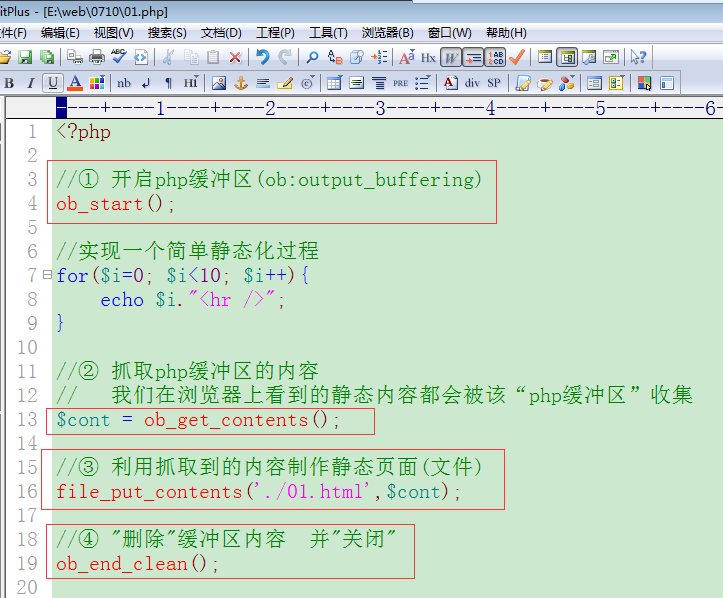 itPlus - [E:\web\0710\01.php]
件(F) 编辑(E) 视图(V) 搜索(S) 文档(D) 工程(P) 工具(T) 浏览器(B) 窗口(W) 帮助(H)
B I U A nb HI PRE A div SP
----+----1----+----2----+----3----+----4----+----5----+----6-
1 <?php
2
3 //① 开启php缓冲区(ob:output_buffering)
4 ob_start();
5
6 //实现一个简单静态化过程
7 for($i=0; $i<10; $i++){
8 echo $i."<hr />";
9 }
10
11 //② 抓取php缓冲区的内容
12 // 我们在浏览器上看到的静态内容都会被该“php缓冲区”收集
13 $cont = ob_get_contents();
14
15 //③ 利用抓取到的内容制作静态页面(文件)
16 file_put_contents('./01.html',$cont);
17
18 //④ "删除"缓冲区内容 并"关闭"
19 ob_end_clean();
20